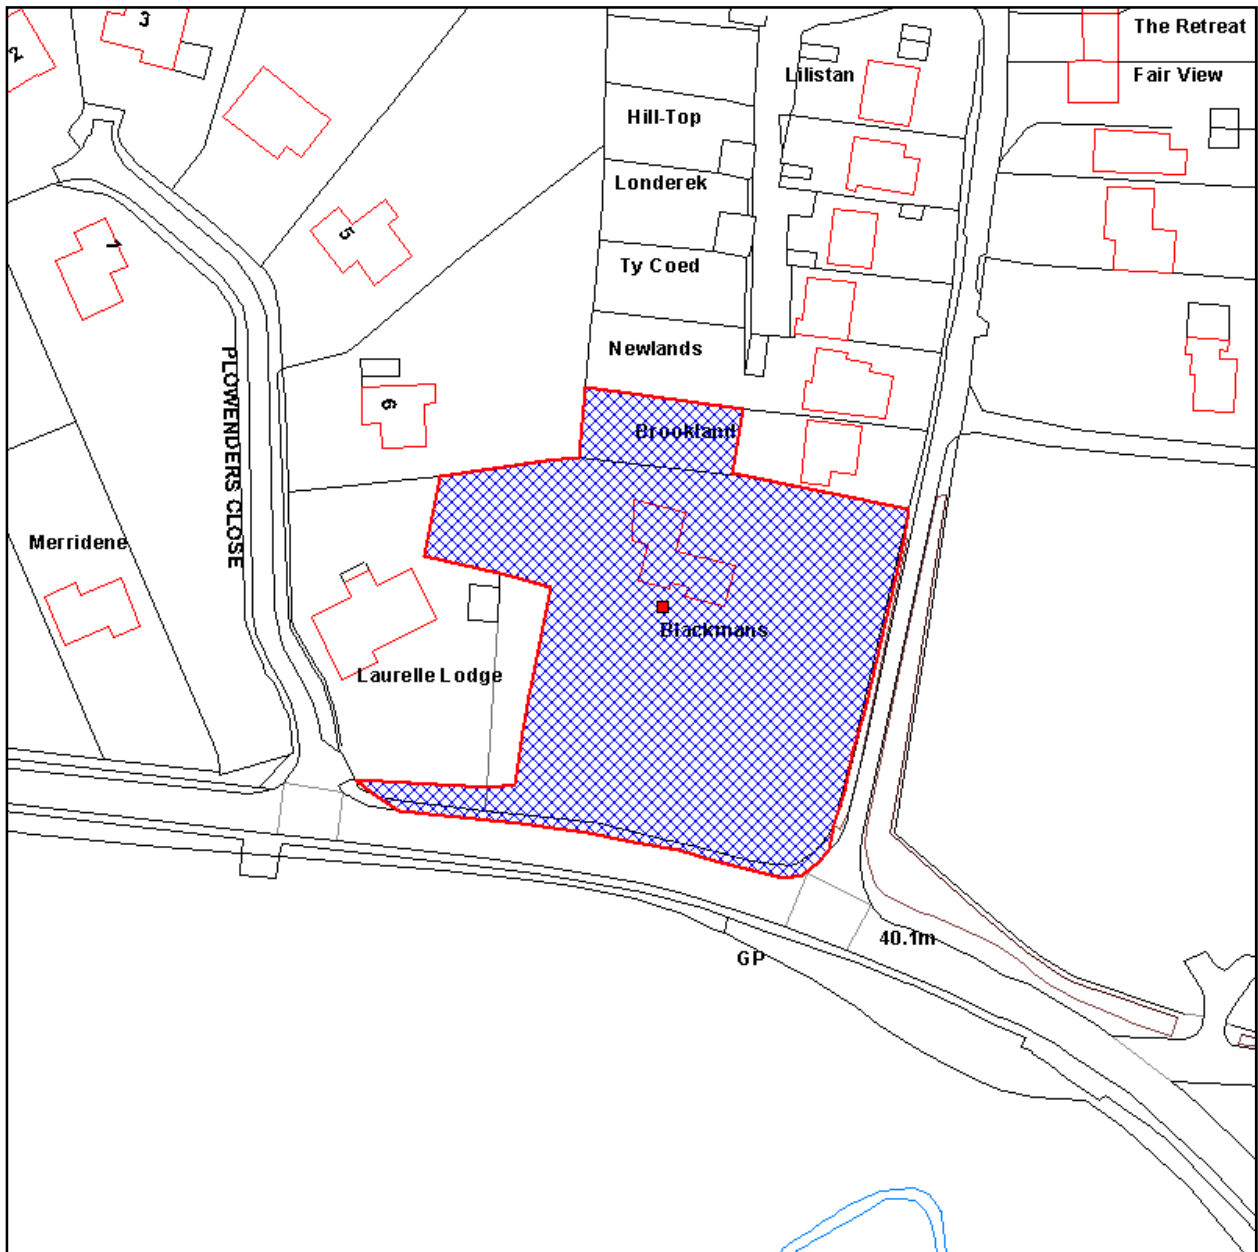 3
The Retreat
2
Lilistan
Fair View
Hill-Top
Londerek
5
1
Ty Coed
Newlands
6
Brookland
PLOWENDERS CLOSE
Merridene
Blackmans
Laurelle Lodge
40.1m
GP